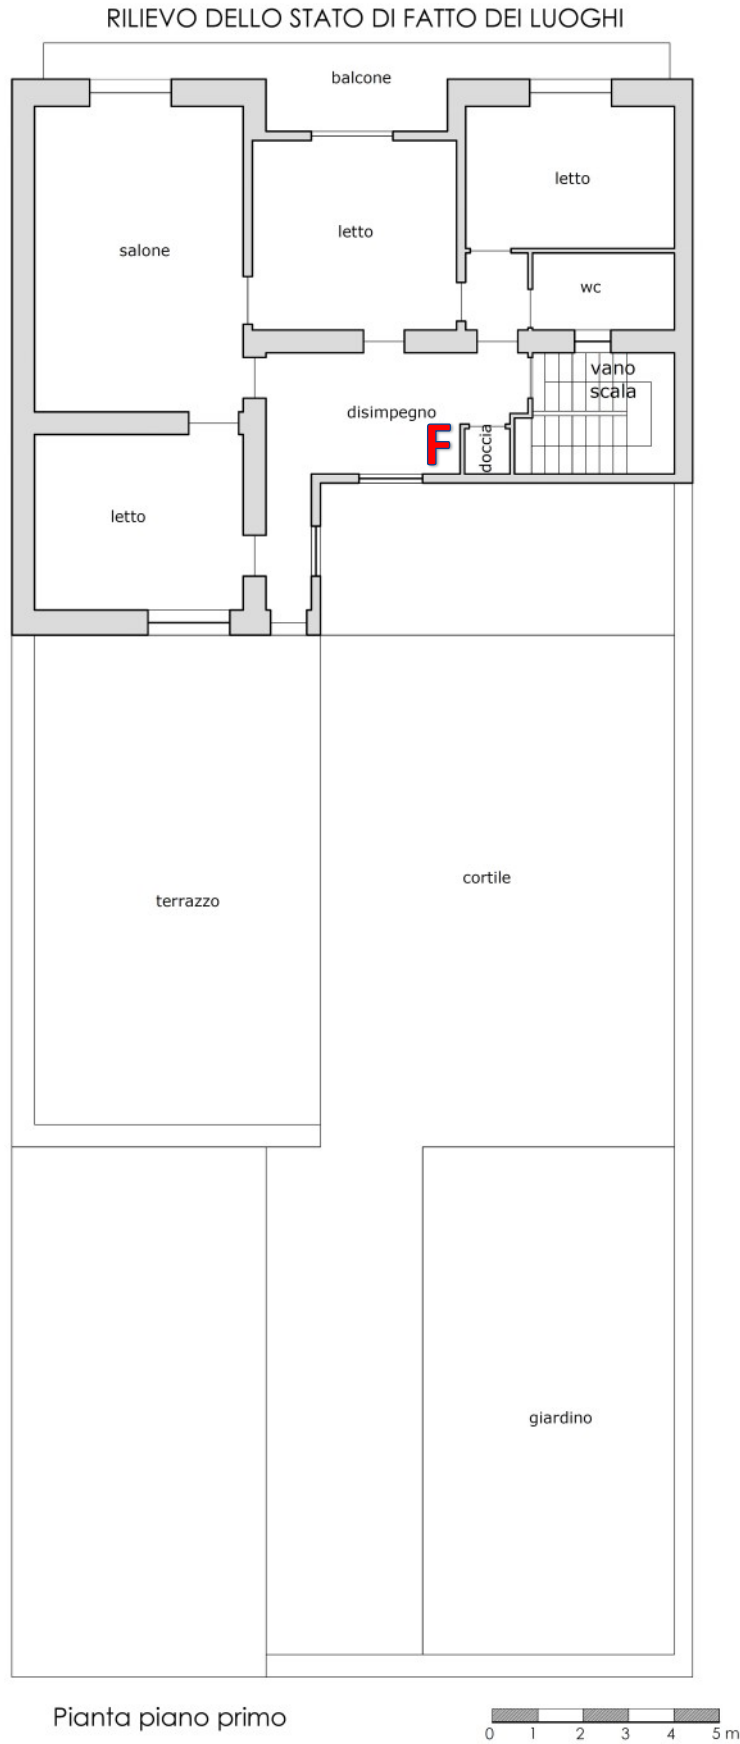 RILIEVO DELLO STATO DI FATTO DEI LUOGHI
balcone
letto
letto
salone
wc
vano
scala
disimpegno
F
doccia
letto
cortile
terrazzo
giardino
Pianta piano primo
0 1 2 3 4 5 m